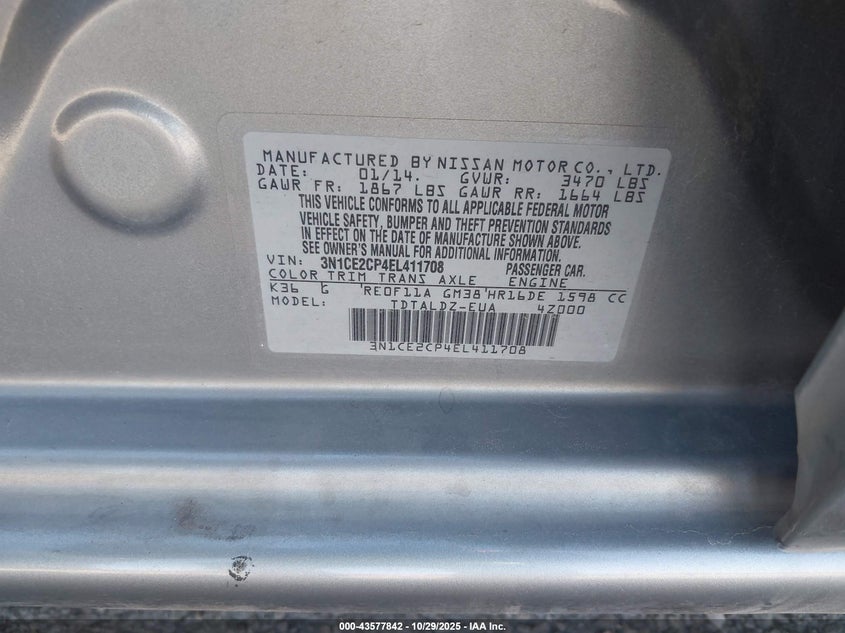 MANUFACTURED BY NISSAN MOTOR CO., LTD.
DATE: 01/14. GVWR: 3470 LBS
GAWR FR: 1867 LBS GAWR RR: 1664 LBS
THIS VEHICLE CONFORMS TO ALL APPLICABLE FEDERAL MOTOR
VEHICLE SAFETY, BUMPER AND THEFT PREVENTION STANDARDS
IN EFFECT ON THE DATE OF MANUFACTURE SHOWN ABOVE.
SEE OWNER'S MANUAL FOR ADDITIONAL INFORMATION.
VIN: 3N1CE2CP4EL411708 PASSENGER CAR.
COLOR TRIM TRANS AXLE ENGINE
K36 G 'RE0F11A GM38'HR16DE 1598 CC
MODEL: TDTALDZ-EUA 4Z000
3N1CE2CP4EL411708
000-43577842 - 10/29/2025 - IAA Inc.